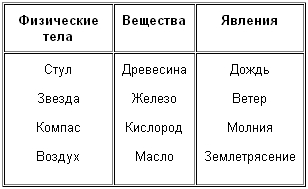 Физические тела Вещества Явления
Стул Древесина Дождь
Звезда Железо Ветер
Компас Кислород Молния
Воздух Масло Землетрясение